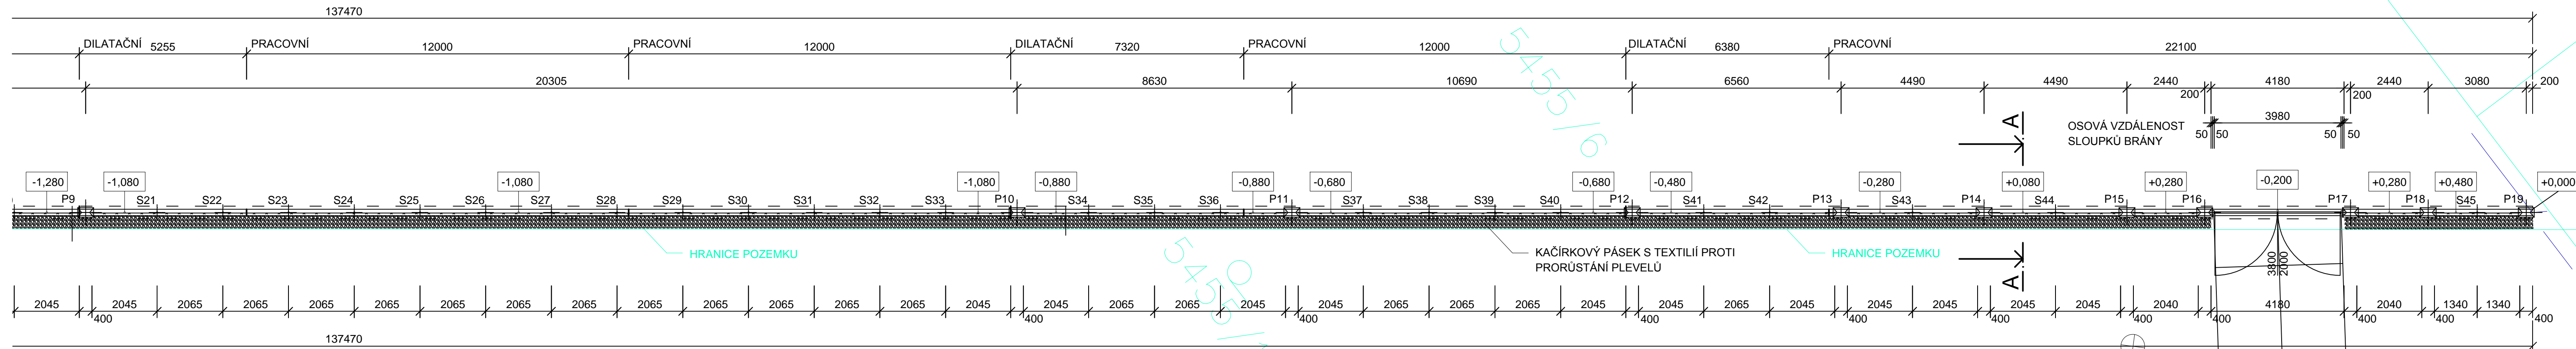 137470
DILATAČNÍ 5255 PRACOVNÍ 12000 PRACOVNÍ 12000 DILATAČNÍ 7320 PRACOVNÍ 12000 DILATAČNÍ 6380 PRACOVNÍ 22100
20305 8630 10690 6560 4490 4490 2440 4180 2440 3080 200
200 200
3980
50 50 50 50
OSOVÁ VZDÁLENOST
SLOUPKŮ BRÁNY
A
5455/6
-1,280 -1,080 -1,080 -1,080 -0,880 -0,880 -0,680 -0,680 -0,480 -0,280 +0,080 +0,280 -0,200 +0,280 +0,480 +0,000
P9 S21 S22 S23 S24 S25 S26 S27 S28 S29 S30 S31 S32 S33 P10 S34 S35 S36 P11 S37 S38 S39 S40 P12 S41 S42 P13 S43 P14 S44 P15 P16 P17 P18 S45 P19
HRANICE POZEMKU
KAČÍRKOVÝ PÁSEK S TEXTILIÍ PROTI
PRORŮSTÁNÍ PLEVELŮ
HRANICE POZEMKU
A
3800
2000
5455/
2045 2045 2065 2065 2065 2065 2065 2065 2065 2065 2065 2065 2065 2065 2045 2045 2065 2065 2045 2045 2065 2065 2065 2045 2045 2065 2045 2045 2045 2045 2045 2040 4180 2040 1340 1340
400 400 400 400 400 400 400 400 400 400 400
137470